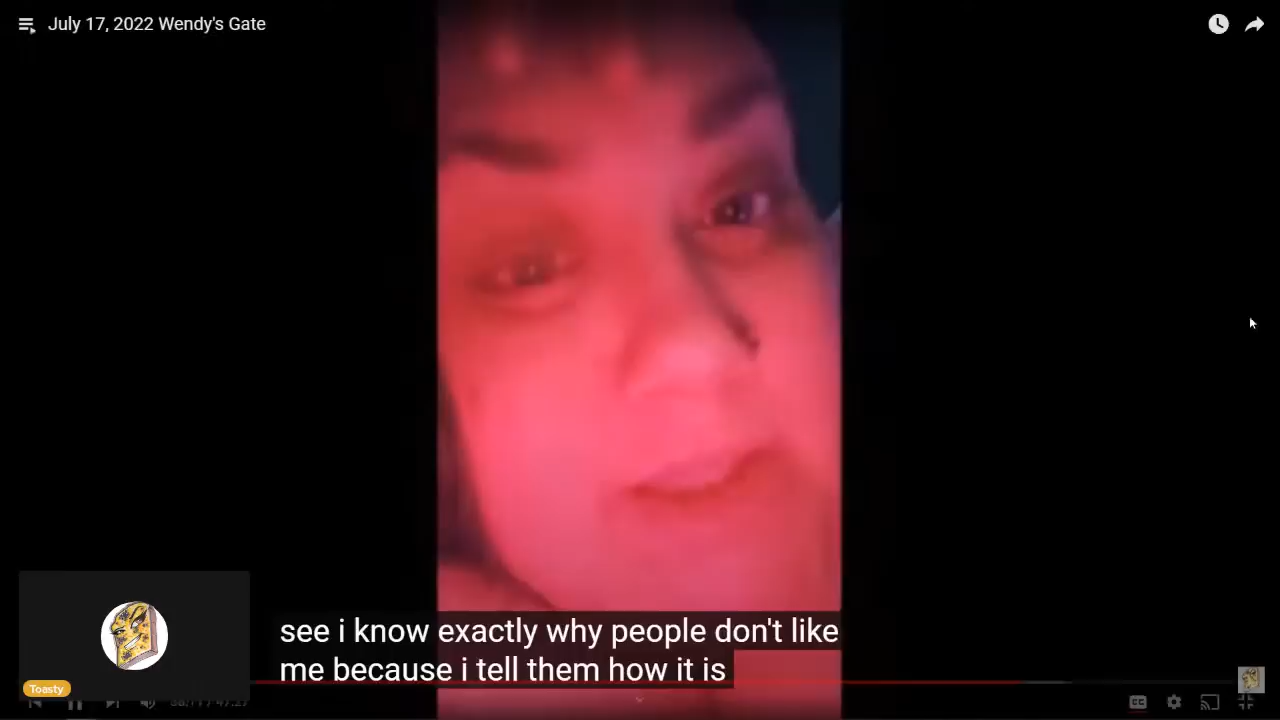 July 17, 2022 Wendy's Gate
see i know exactly why people don't like
me because i tell them how it is
Toasty
CC